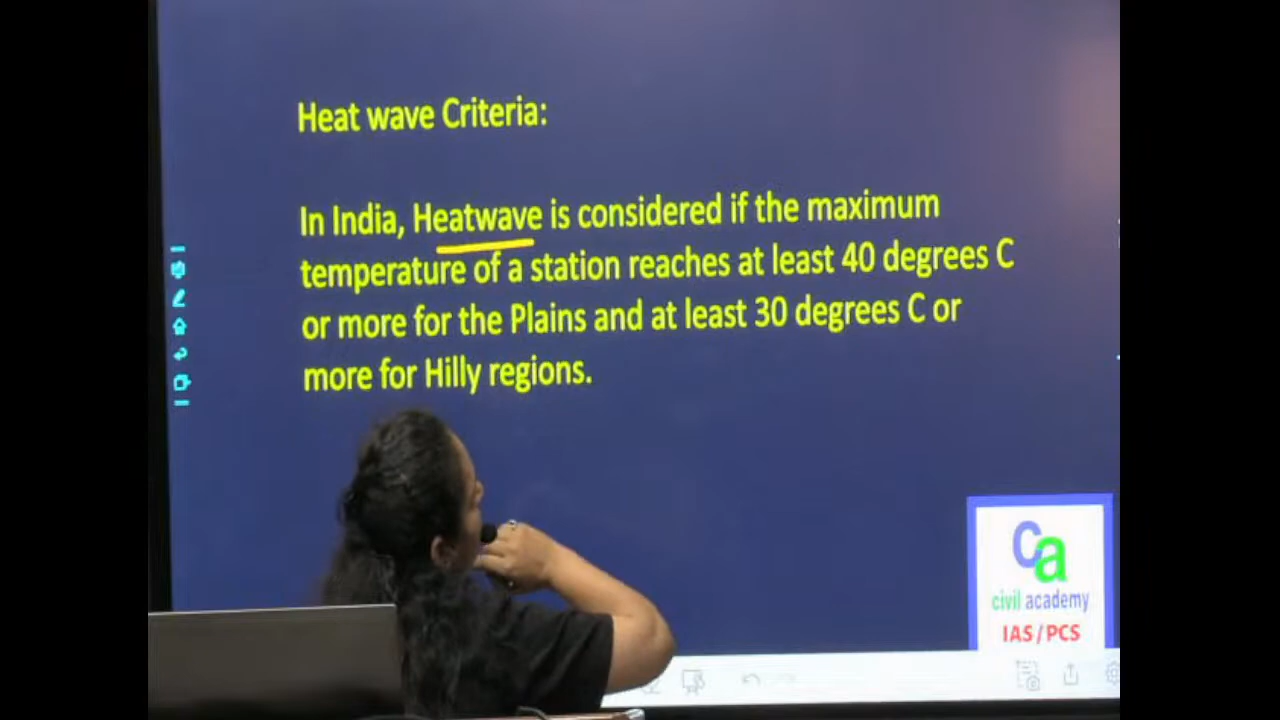 Heat wave Criteria:
In India, Heatwave is considered if the maximum
temperature of a station reaches at least 40 degrees C
or more for the Plains and at least 30 degrees C or
more for Hilly regions.
Ca
civil academy
IAS/PCS